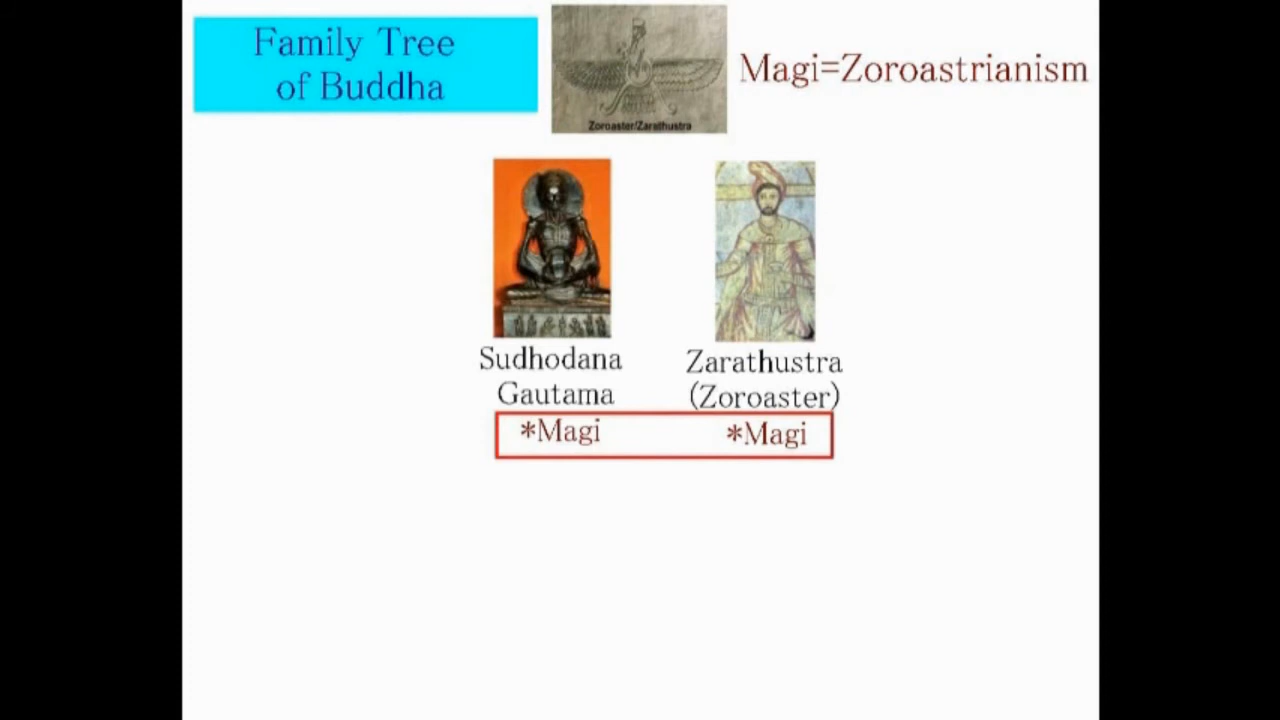 Family Tree
of Buddha
Zoroaster/Zarathustra
Magi=Zoroastrianism
Sudhodana
Gautama
*Magi
Zarathustra
(Zoroaster)
*Magi